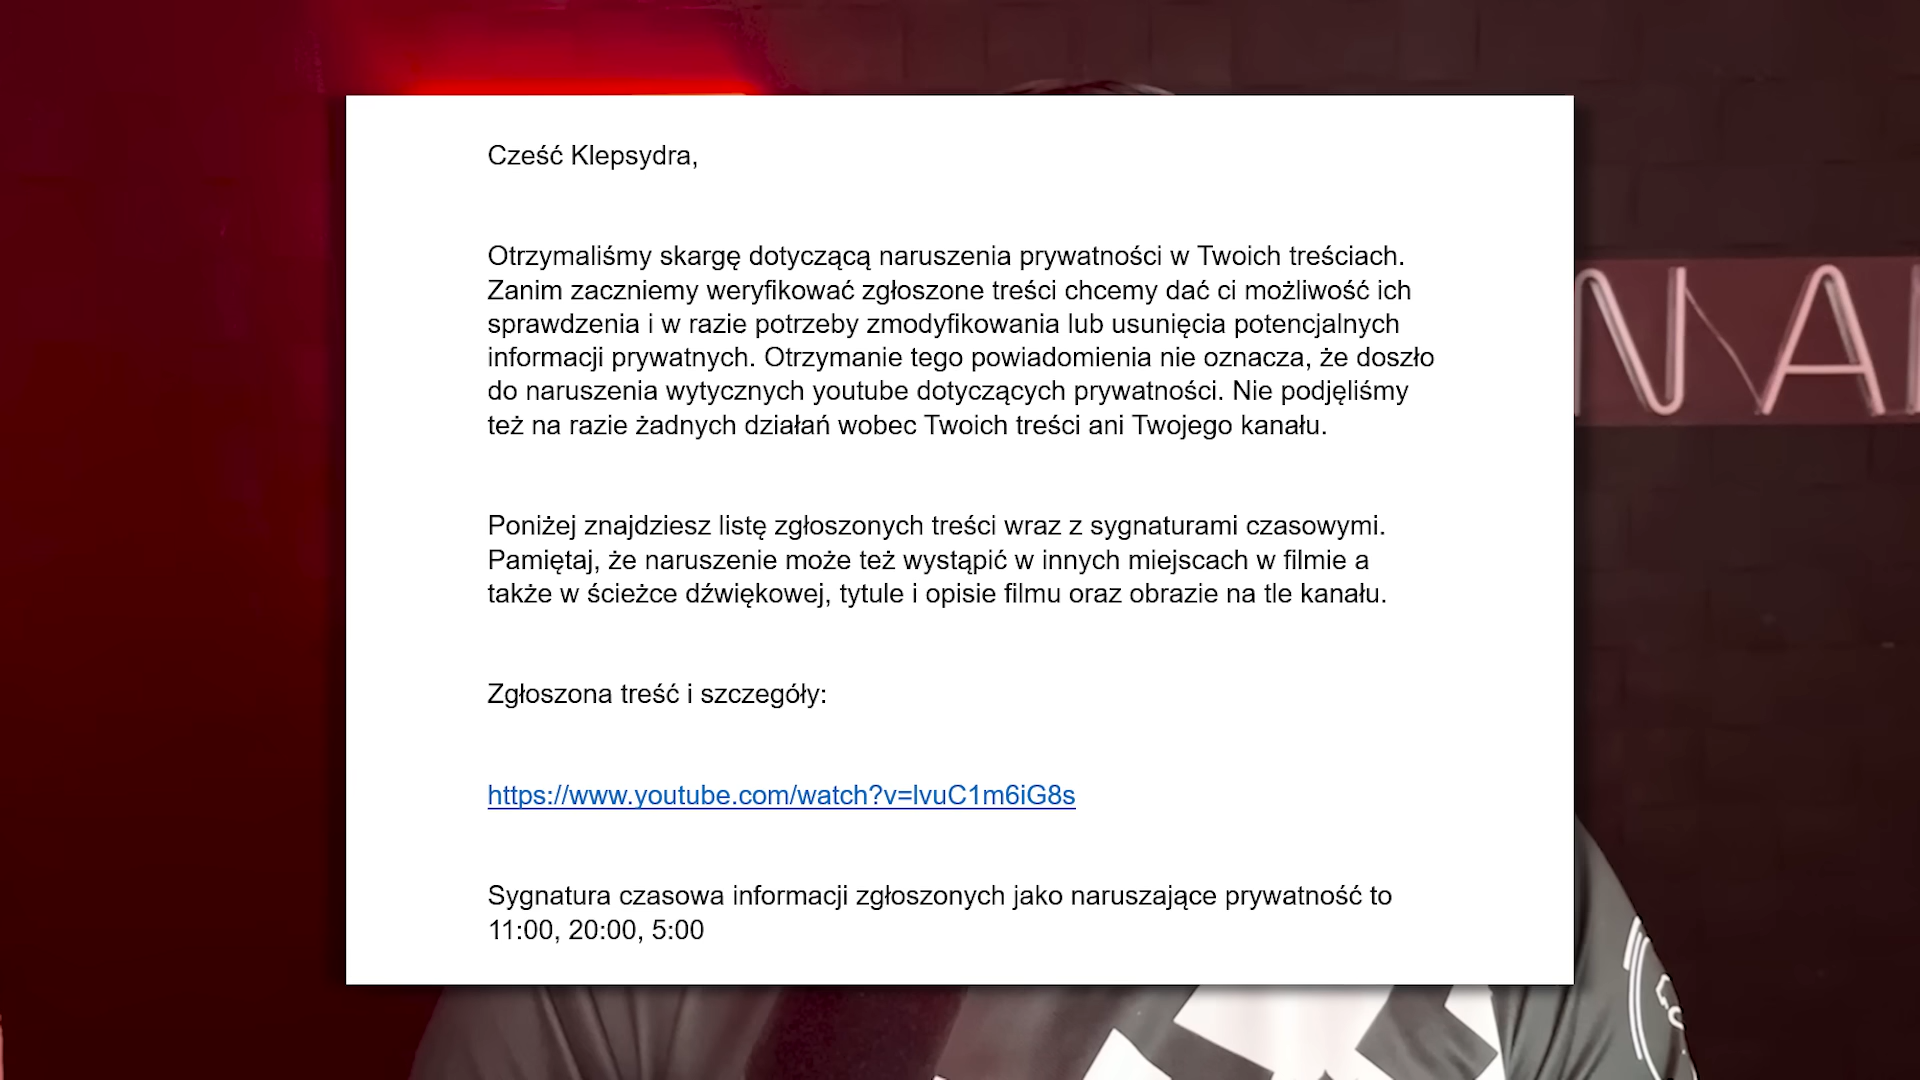 Cześć Klepsydra,
Otrzymaliśmy skargę dotyczącą naruszenia prywatności w Twoich treściach.
Zanim zaczniemy weryfikować zgłoszone treści chcemy dać ci możliwość ich
sprawdzenia i w razie potrzeby zmodyfikowania lub usunięcia potencjalnych
informacji prywatnych. Otrzymanie tego powiadomienia nie oznacza, że doszło
do naruszenia wytycznych youtube dotyczących prywatności. Nie podjęliśmy
też na razie żadnych działań wobec Twoich treści ani Twojego kanału.
Poniżej znajdziesz listę zgłoszonych treści wraz z sygnaturami czasowymi.
Pamiętaj, że naruszenie może też wystąpić w innych miejscach w filmie a
także w ścieżce dźwiękowej, tytule i opisie filmu oraz obrazie na tle kanału.
Zgłoszona treść i szczegóły:
https://www.youtube.com/watch?v=lvuC1m6iG8s
Sygnatura czasowa informacji zgłoszonych jako naruszające prywatność to
11:00, 20:00, 5:00